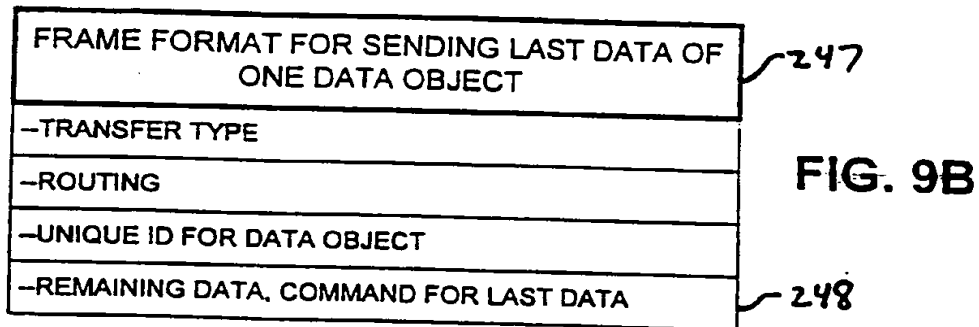 FRAME FORMAT FOR SENDING LAST DATA OF
ONE DATA OBJECT
247
–TRANSFER TYPE
FIG. 9B
–ROUTING
–UNIQUE ID FOR DATA OBJECT
–REMAINING DATA. COMMAND FOR LAST DATA
248